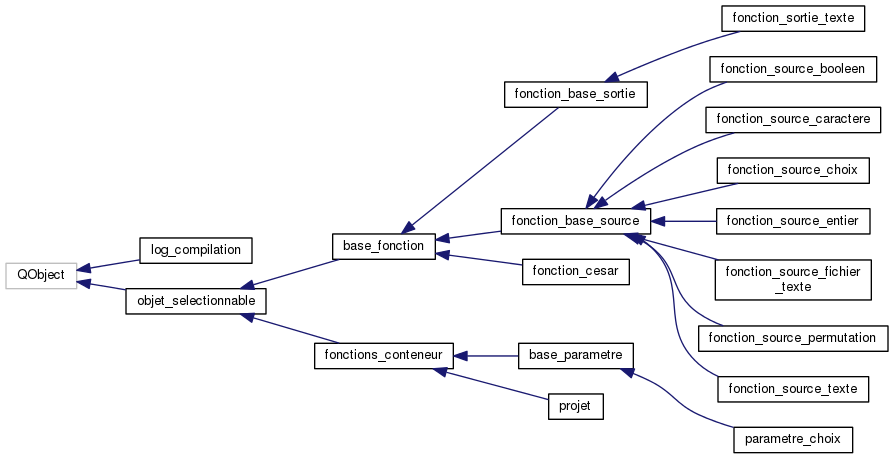 fonction_sortie_texte
fonction_source_booleen
fonction_base_sortie
fonction_source_caractere
fonction_source_choix
fonction_base_source
fonction_source_entier
log_compilation
base_fonction
QObject
fonction_cesar
fonction_source_fichier
_texte
objet_selectionnable
fonction_source_permutation
fonctions_conteneur
base_parametre
fonction_source_texte
projet
parametre_choix